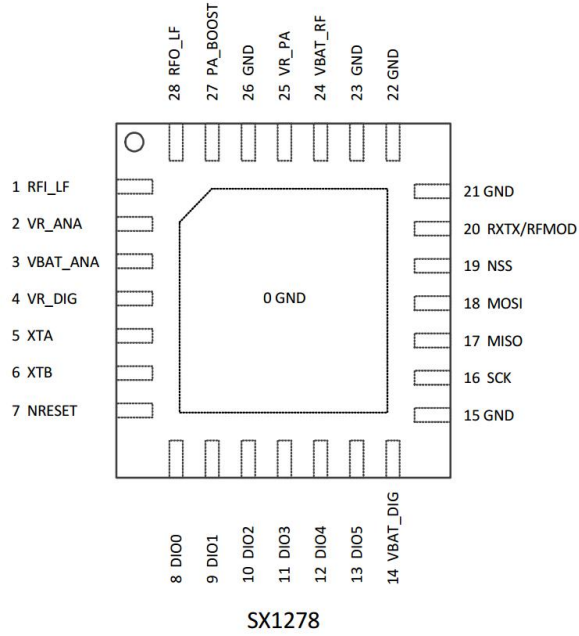 28 RFO_LF
27 PA_BOOST
26 GND
25 VR_PA
24 VBAT_RF
23 GND
22 GND
1 RFI_LF
2 VR_ANA
3 VBAT_ANA
4 VR_DIG
5 XTA
6 XTB
7 NRESET
0 GND
21 GND
20 RXTX/RFMOD
19 NSS
18 MOSI
17 MISO
16 SCK
15 GND
8 DIO0
9 DIO1
10 DIO2
11 DIO3
12 DIO4
13 DIO5
14 VBAT_DIG
SX1278